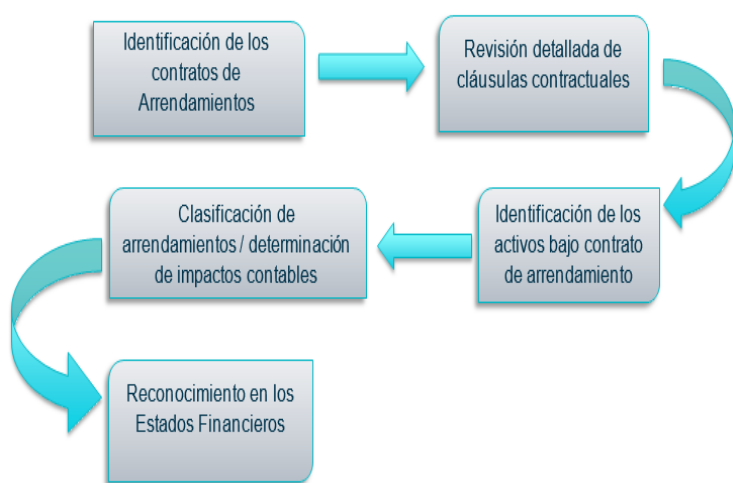 Identificación de los
contratos de
Arrendamientos
Revisión detallada de
cláusulas contractuales
Identificación de los
activos bajo contrato
de arrendamiento
Clasificación de
arrendamientos / determinación
de impactos contables
Reconocimiento en los
Estados Financieros